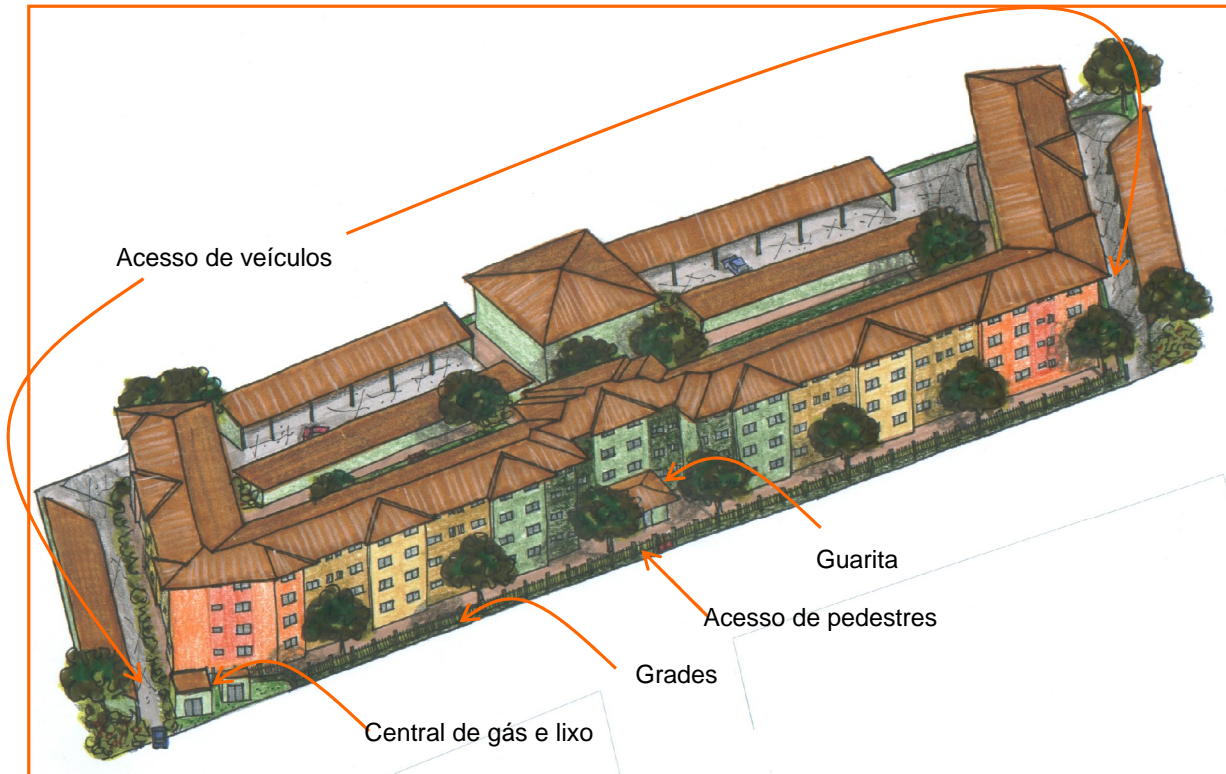 Acesso de veículos
Guarita
Acesso de pedestres
Grades
Central de gás e lixo